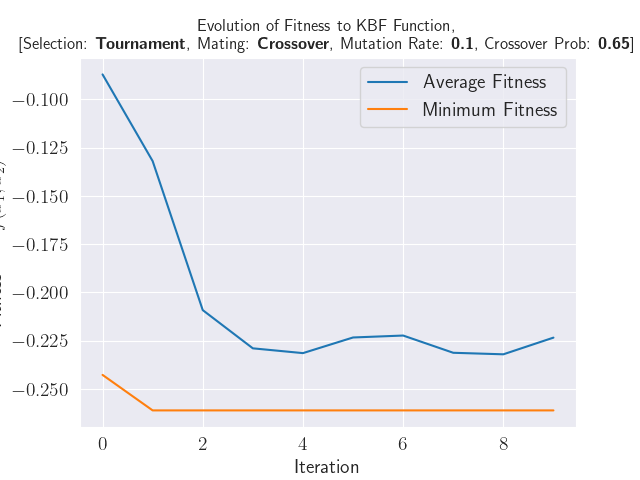 Evolution of Fitness to KBF Function,
[Selection: Tournament, Mating: Crossover, Mutation Rate: 0.1, Crossover Prob: 0.65]
Average Fitness
Minimum Fitness
−0.100
−0.125
−0.150
−0.175
−0.200
−0.225
−0.250
0 2 4 6 8
Iteration